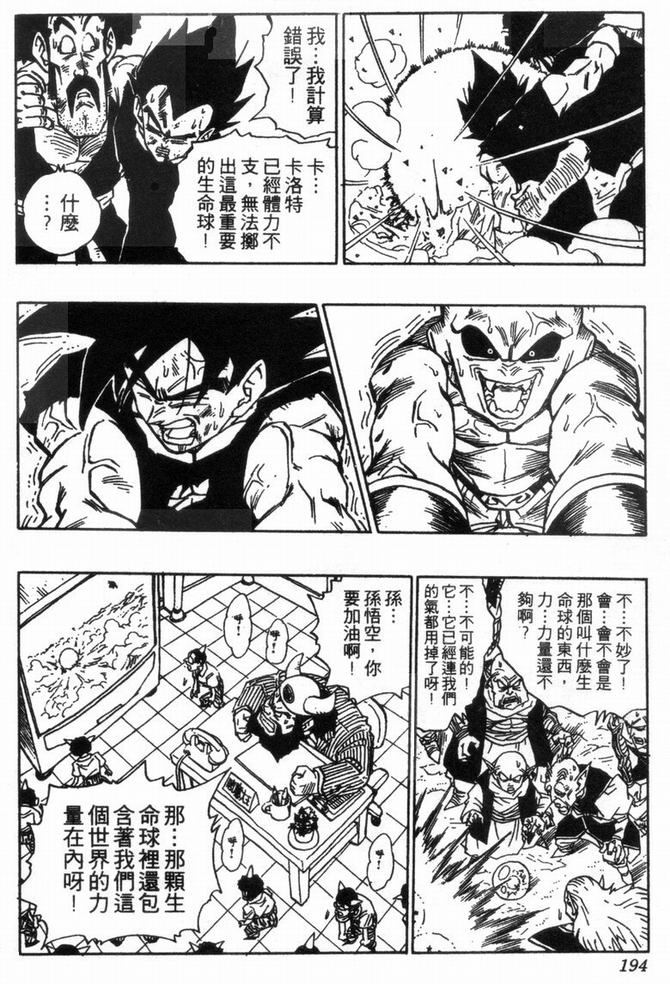 我…我計算
錯誤了！
卡…
卡洛特
已經體力不
支，無法擲
出這最重要
的生命球！
什麼
…？
不…不妙了！
會…會不會是
那個叫什麼生
命球的東西，
力…力量還不
夠啊？
不…不可能的！
它…它已經連我們
的氣都用掉了呀！
孫…
孫悟空，你
要加油啊！
呼！
呼！
呼！
呼！
那…那顆生
命球裡還包
含著我們這
個世界的力
量在內呀！
194